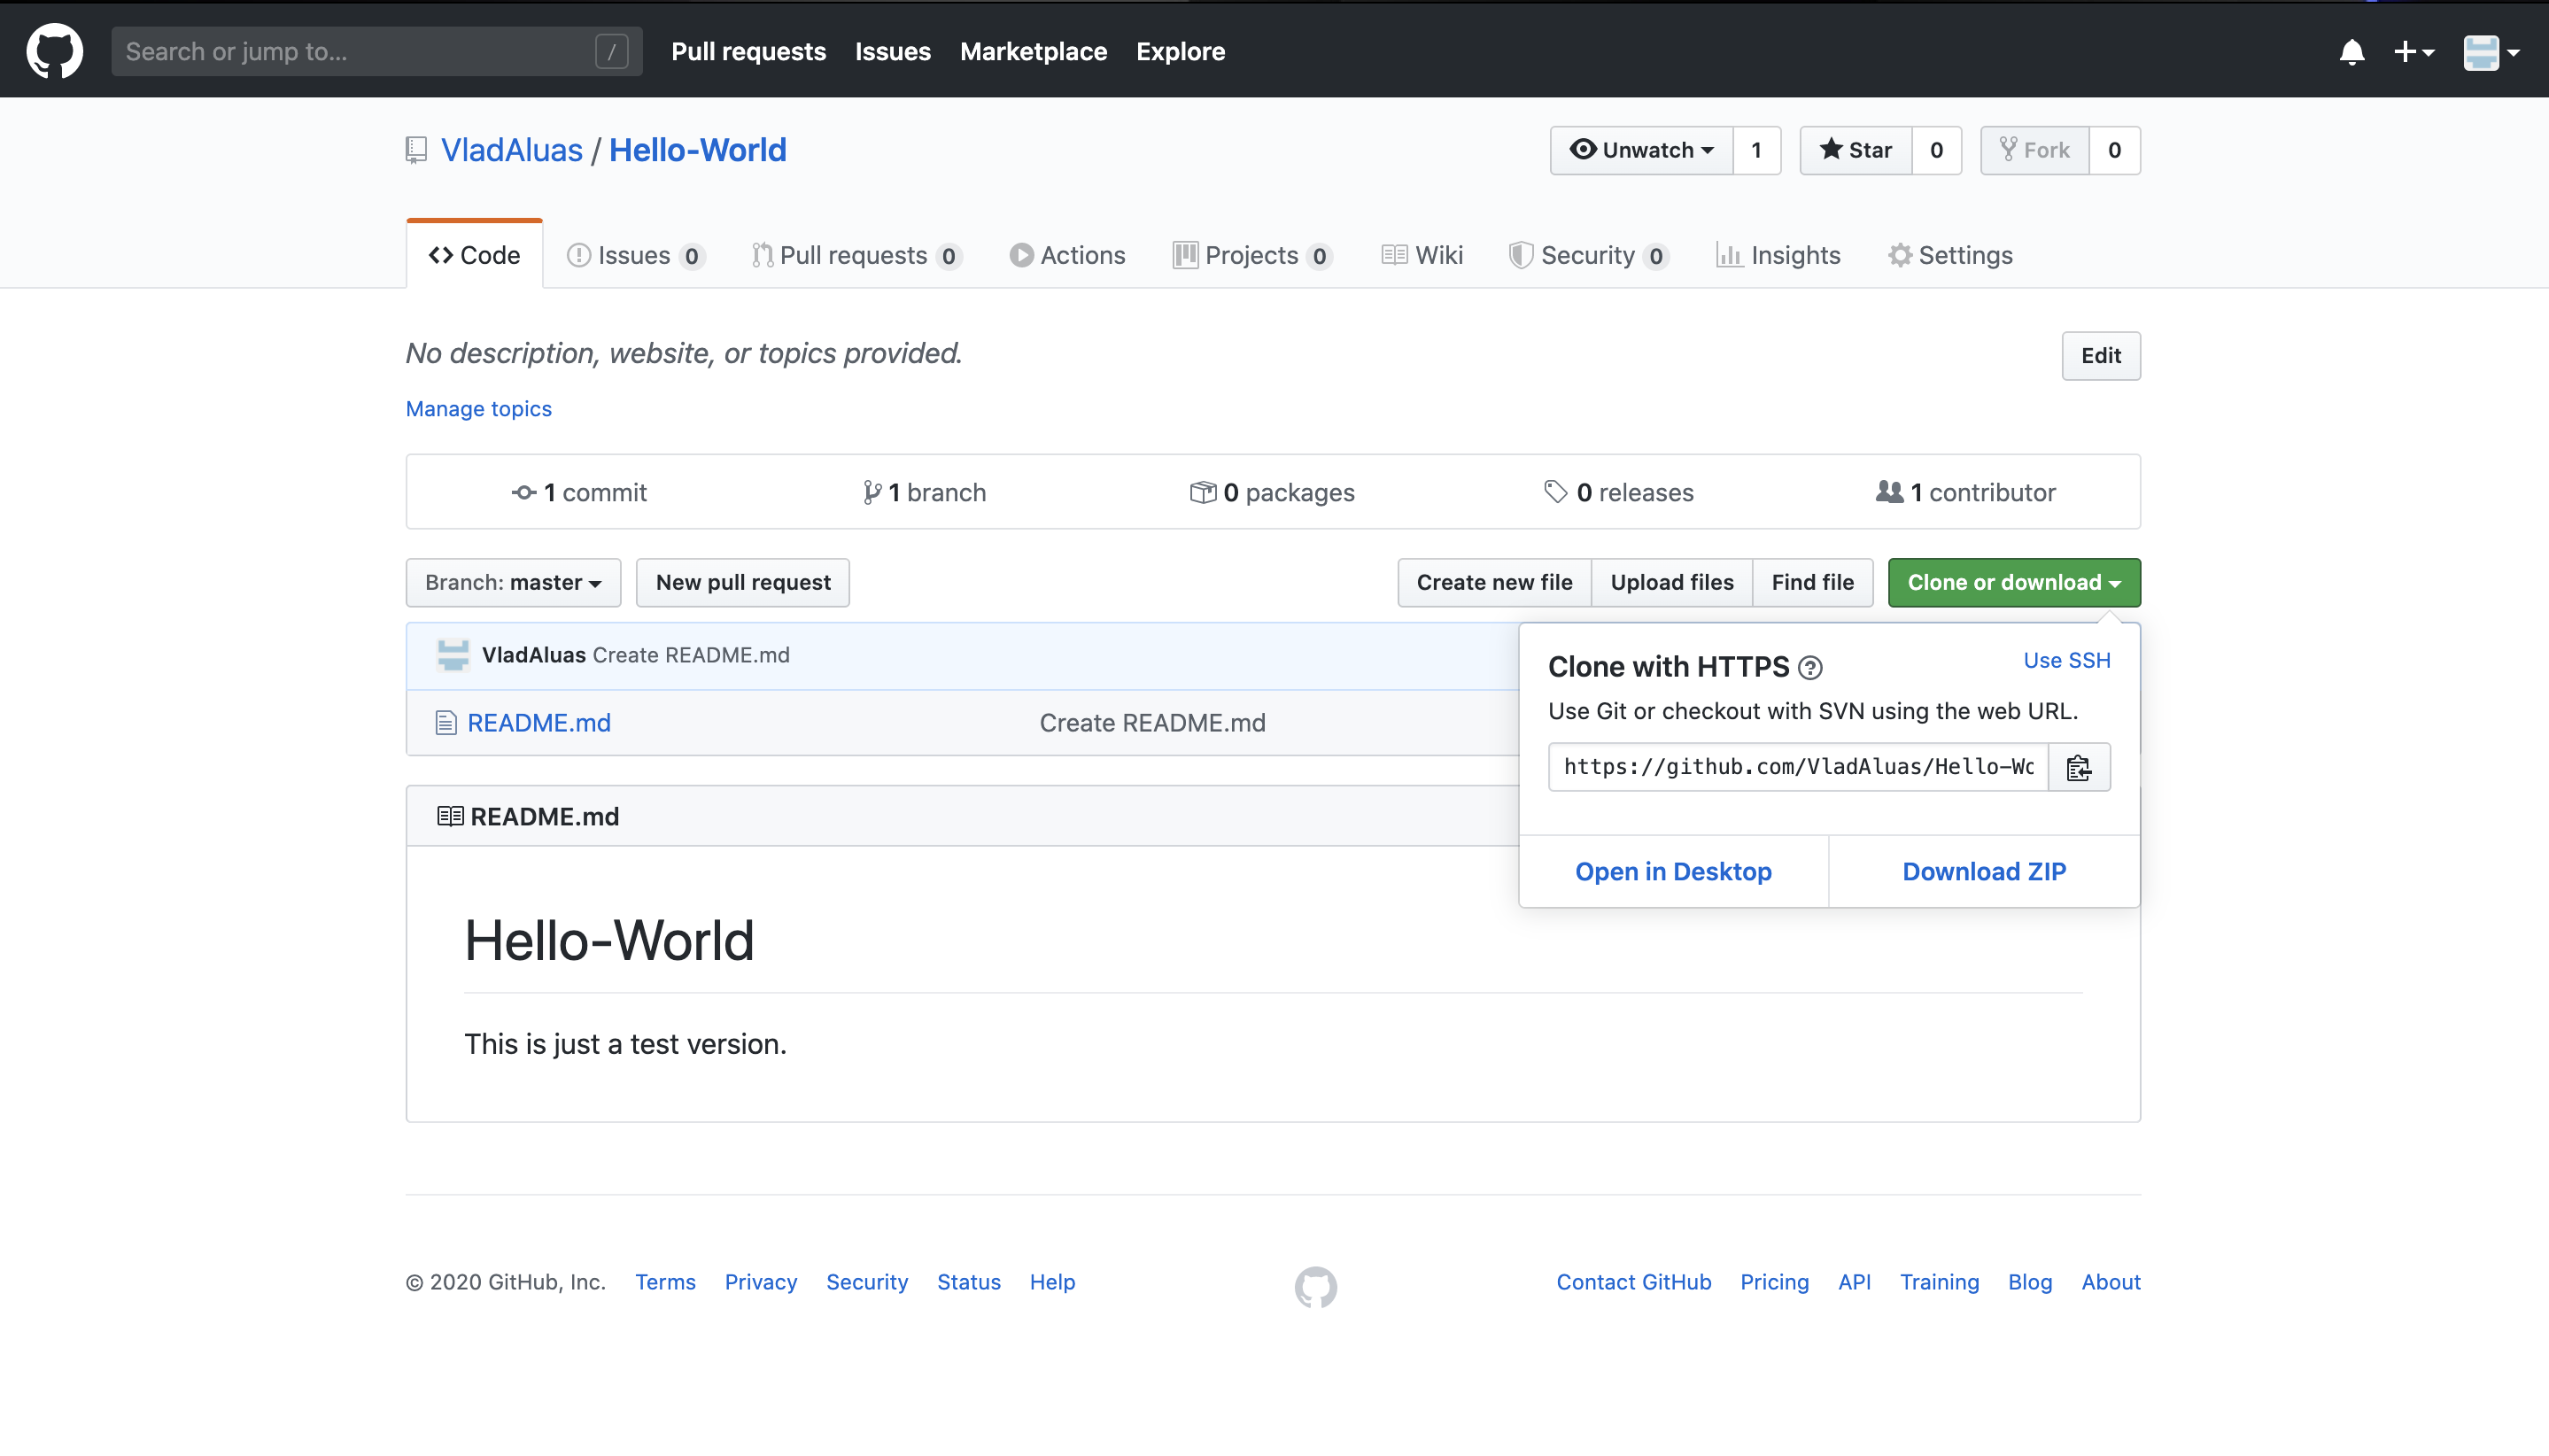 Search or jump to... /
Pull requests Issues Marketplace Explore
VladAluas / Hello-World
Unwatch 1 Star 0 Fork 0
Code Issues 0 Pull requests 0 Actions Projects 0 Wiki Security 0 Insights Settings
No description, website, or topics provided.
Edit
Manage topics
1 commit 1 branch 0 packages 0 releases 1 contributor
Branch: master New pull request Create new file Upload files Find file Clone or download
VladAluas Create README.md
README.md Create README.md
Clone with HTTPS ? Use SSH
Use Git or checkout with SVN using the web URL.
https://github.com/VladAluas/Hello-Wo
Open in Desktop Download ZIP
README.md
Hello-World
This is just a test version.
© 2020 GitHub, Inc. Terms Privacy Security Status Help Contact GitHub Pricing API Training Blog About